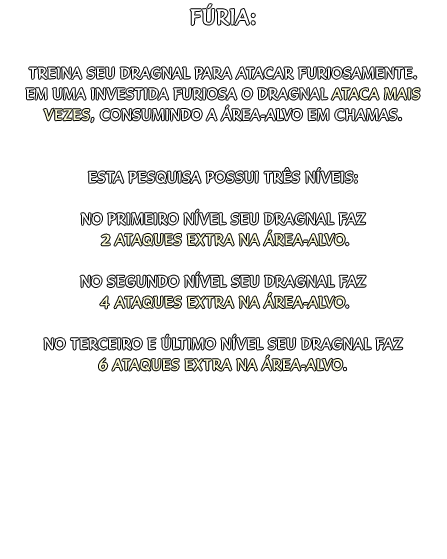 FÚRIA:
TREINA SEU DRAGNAL PARA ATACAR FURIOSAMENTE.
EM UMA INVESTIDA FURIOSA O DRAGNAL ATACA MAIS
VEZES, CONSUMINDO A ÁREA-ALVO EM CHAMAS.
ESTA PESQUISA POSSUI TRÊS NÍVEIS:
NO PRIMEIRO NÍVEL SEU DRAGNAL FAZ
2 ATAQUES EXTRA NA ÁREA-ALVO.
NO SEGUNDO NÍVEL SEU DRAGNAL FAZ
4 ATAQUES EXTRA NA ÁREA-ALVO.
NO TERCEIRO E ÚLTIMO NÍVEL SEU DRAGNAL FAZ
6 ATAQUES EXTRA NA ÁREA-ALVO.